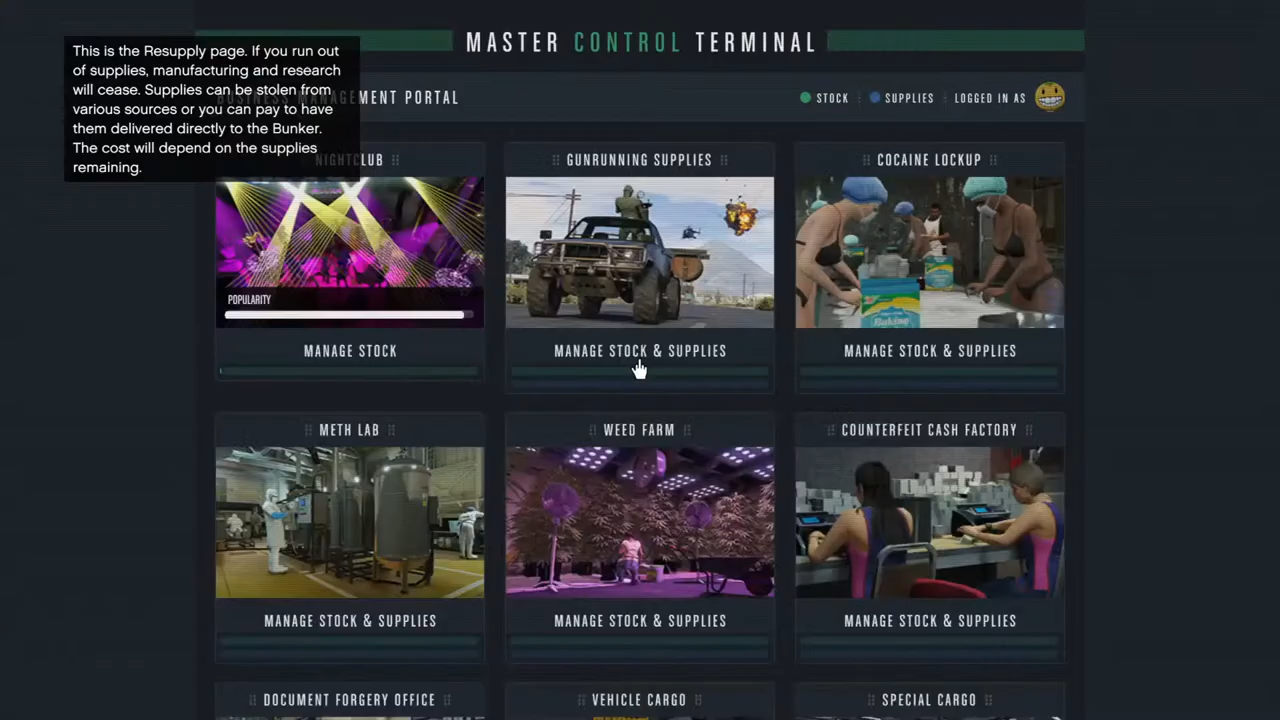 MASTER CONTROL TERMINAL
This is the Resupply page. If you run out
of supplies, manufacturing and research
will cease. Supplies can be stolen from
various sources or you can pay to have
them delivered directly to the Bunker.
The cost will depend on the supplies
remaining.
BUSINESS MANAGEMENT PORTAL
STOCK
SUPPLIES
LOGGED IN AS
NIGHTCLUB
GUNRUNNING SUPPLIES
COCAINE LOCKUP
POPULARITY
Baking
MANAGE STOCK
MANAGE STOCK & SUPPLIES
MANAGE STOCK & SUPPLIES
METH LAB
WEED FARM
COUNTERFEIT CASH FACTORY
MANAGE STOCK & SUPPLIES
MANAGE STOCK & SUPPLIES
MANAGE STOCK & SUPPLIES
DOCUMENT FORGERY OFFICE
VEHICLE CARGO
SPECIAL CARGO